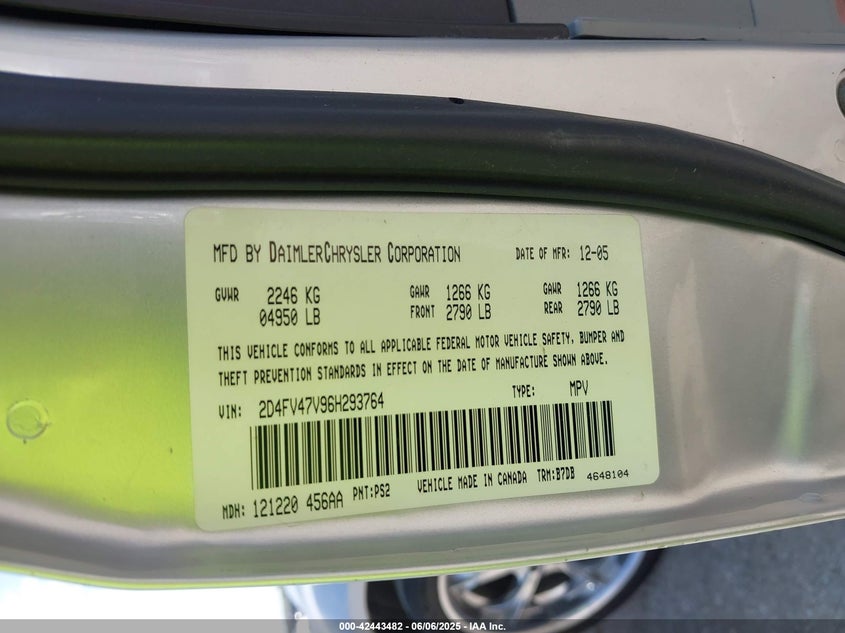 MFD BY DAIMLERCHRYSLER CORPORATION DATE OF MFR: 12-05
GVWR 2246 KG GAWR 1266 KG GAWR 1266 KG
04950 LB FRONT 2790 LB REAR 2790 LB
THIS VEHICLE CONFORMS TO ALL APPLICABLE FEDERAL MOTOR VEHICLE SAFETY, BUMPER AND
THEFT PREVENTION STANDARDS IN EFFECT ON THE DATE OF MANUFACTURE SHOWN ABOVE.
VIN: 2D4FV47V96H293764 TYPE: MPV
MDH: 121220 456AA PNT:PS2 VEHICLE MADE IN CANADA TRM:B7DB 4648104
000-42443482 - 06/06/2025 - IAA Inc.